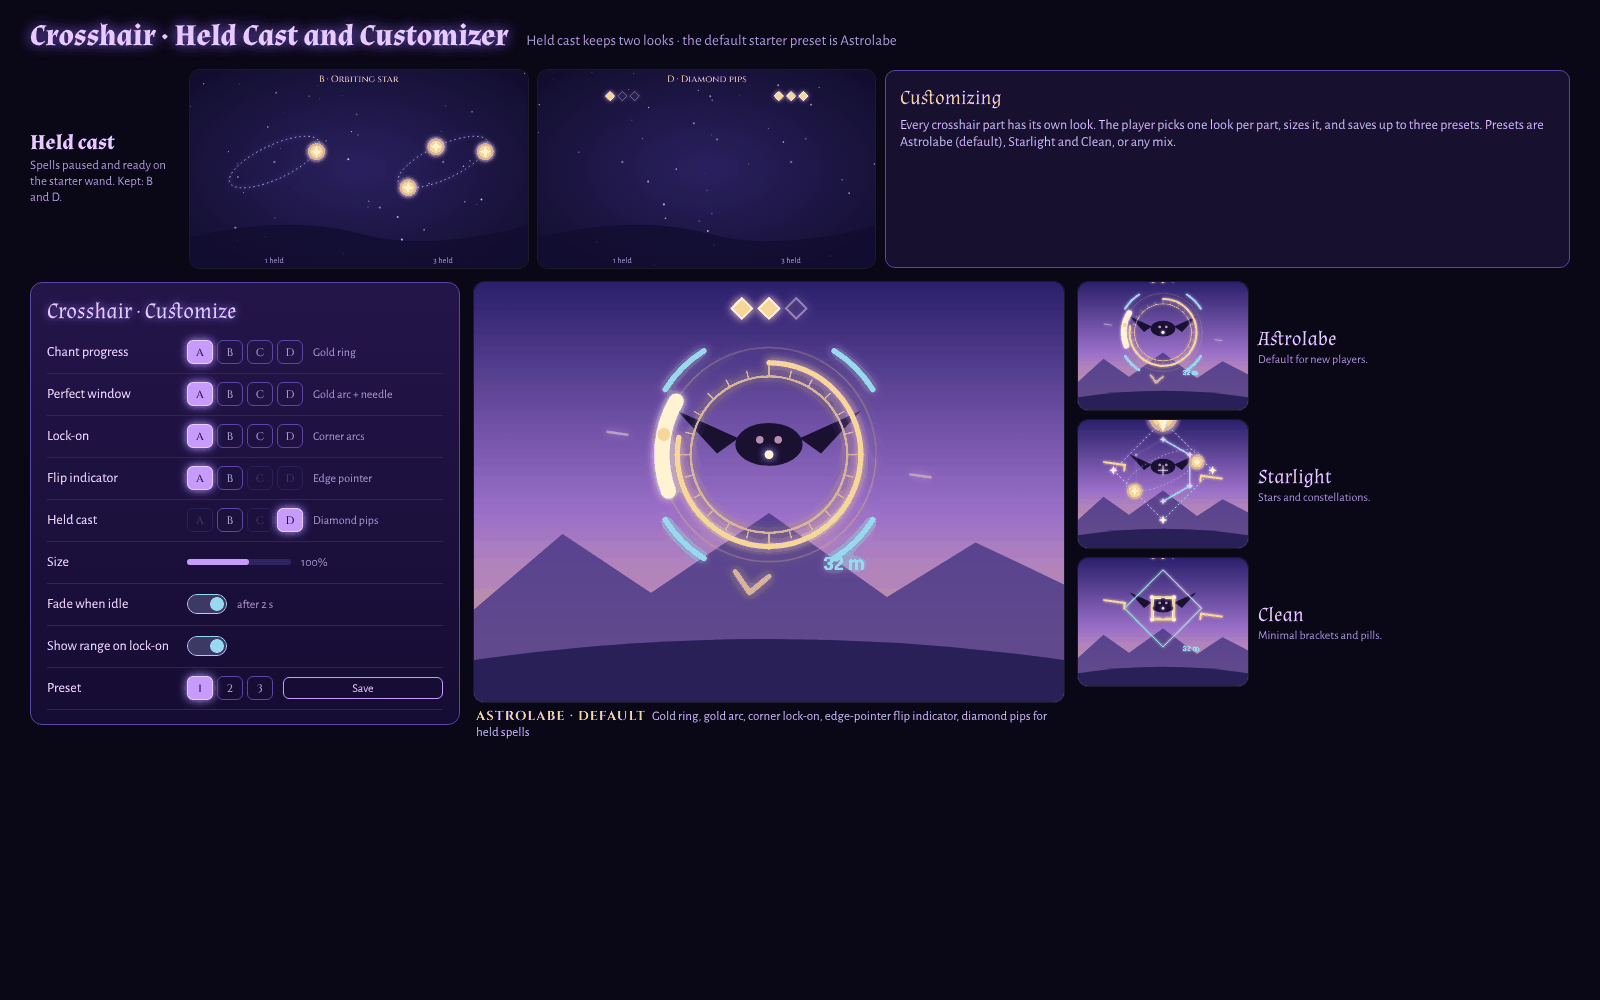 Crosshair · Held Cast and Customizer
Held cast keeps two looks · the default starter preset is Astrolabe
Held cast
Spells paused and ready on
the starter wand. Kept: B
and D.
B · Orbiting star
1 held
3 held
D · Diamond pips
1 held
3 held
Customizing
Every crosshair part has its own look. The player picks one look per part, sizes it, and saves up to three presets. Presets are
Astrolabe (default), Starlight and Clean, or any mix.
Crosshair · Customize
Chant progress A B C D Gold ring
Perfect window A B C D Gold arc + needle
Lock-on A B C D Corner arcs
Flip indicator A B C D Edge pointer
Held cast A B C D Diamond pips
Size 100%
Fade when idle after 2 s
Show range on lock-on
Preset 1 2 3 Save
32 m
ASTROLABE · DEFAULT Gold ring, gold arc, corner lock-on, edge-pointer flip indicator, diamond pips for
held spells
32 m
Astrolabe
Default for new players.
Starlight
Stars and constellations.
32 m
Clean
Minimal brackets and pills.